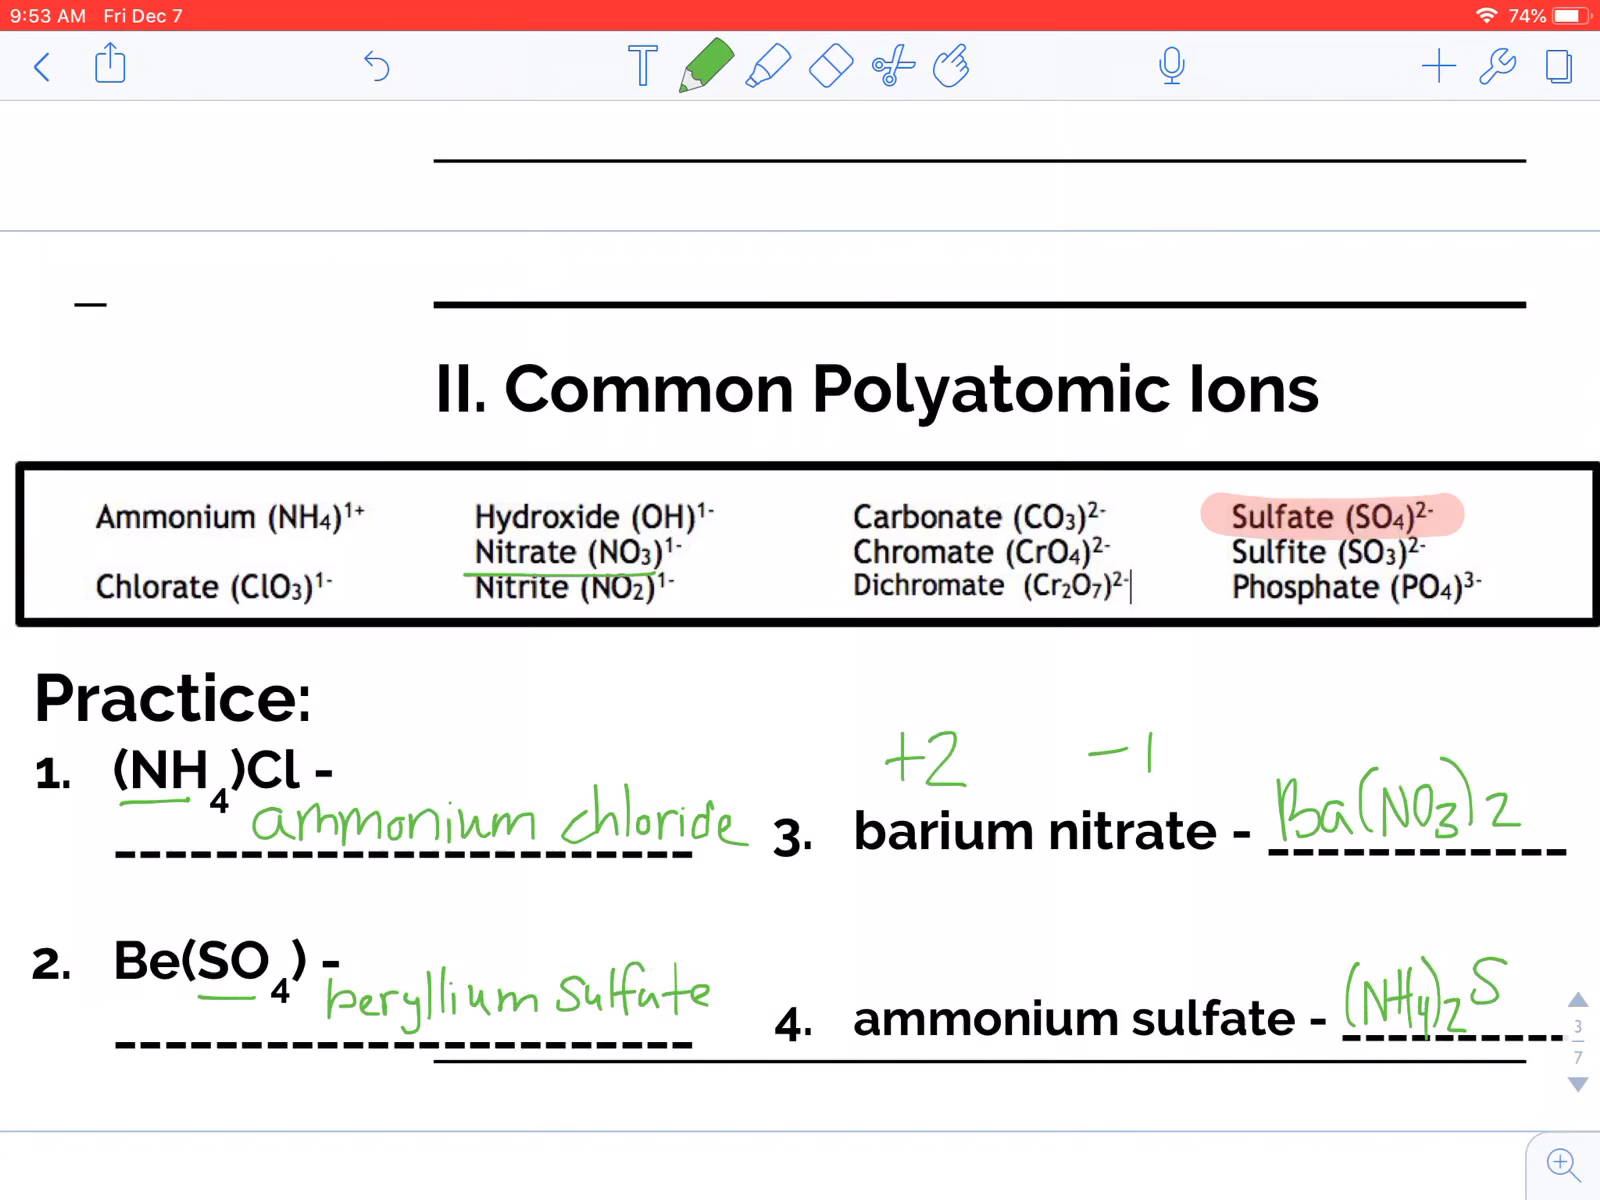 9:53 AM Fri Dec 7 74%
T
II. Common Polyatomic Ions
Ammonium (NH4)1+ Hydroxide (OH)1- Carbonate (CO3)2- Sulfate (SO4)2-
Nitrate (NO3)1- Chromate (CrO4)2- Sulfite (SO3)2-
Chlorate (ClO3)1- Nitrite (NO2)1- Dichromate (Cr2O7)2- Phosphate (PO4)3-
Practice:
1. (NH4)Cl -
ammonium chloride
2. Be(SO4) -
beryllium sulfate
+2 -1
3. barium nitrate - Ba(NO3)2
4. ammonium sulfate - (NH4)2S
3
7